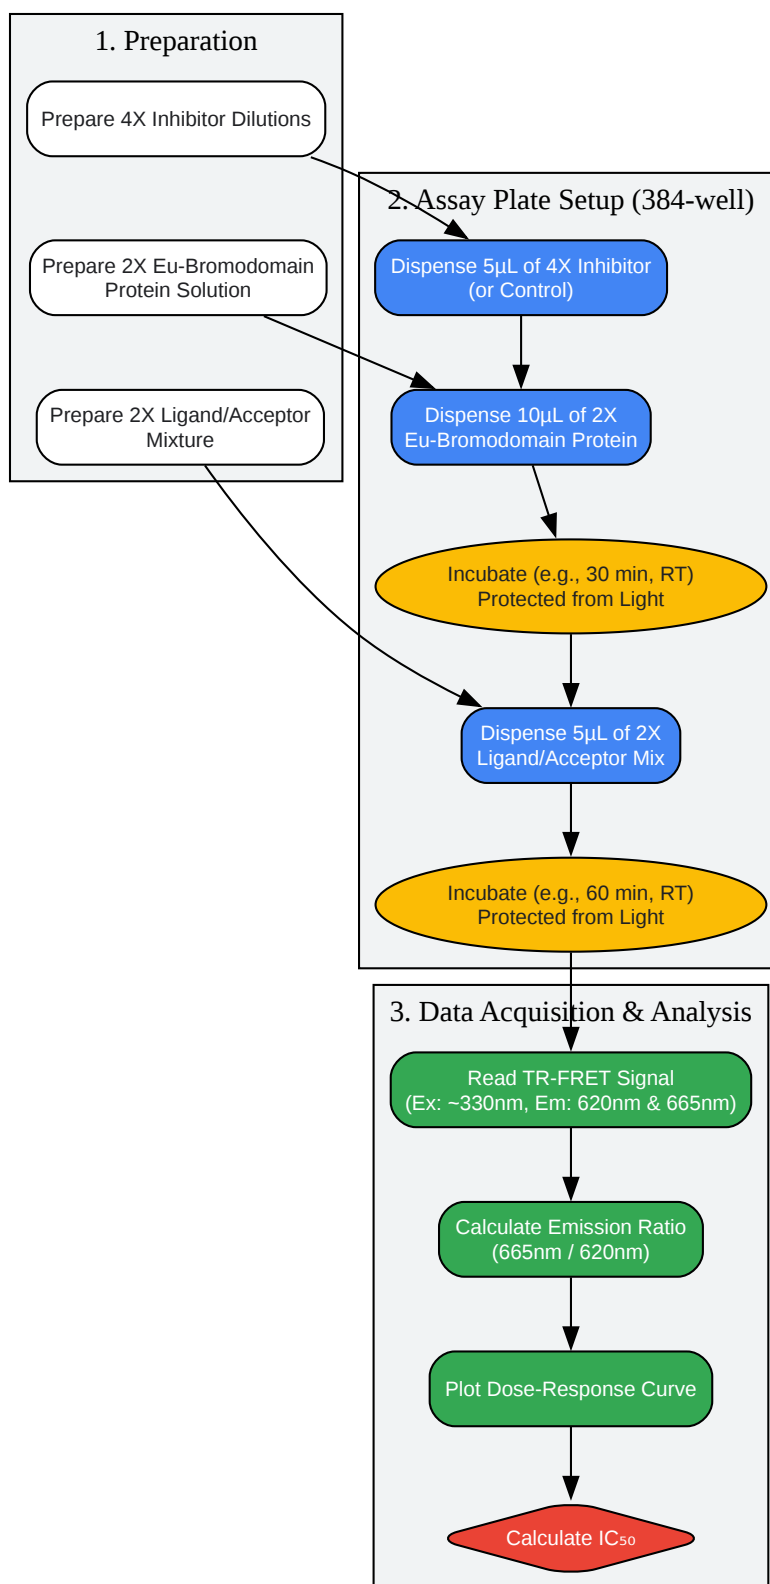 1. Preparation
Prepare 4X Inhibitor Dilutions
Prepare 2X Eu-Bromodomain
Protein Solution
Prepare 2X Ligand/Acceptor
Mixture
2. Assay Plate Setup (384-well)
Dispense 5µL of 4X Inhibitor
(or Control)
Dispense 10µL of 2X
Eu-Bromodomain Protein
Incubate (e.g., 30 min, RT)
Protected from Light
Dispense 5µL of 2X
Ligand/Acceptor Mix
Incubate (e.g., 60 min, RT)
Protected from Light
3. Data Acquisition & Analysis
Read TR-FRET Signal
(Ex: ~330nm, Em: 620nm & 665nm)
Calculate Emission Ratio
(665nm / 620nm)
Plot Dose-Response Curve
Calculate IC₅₀